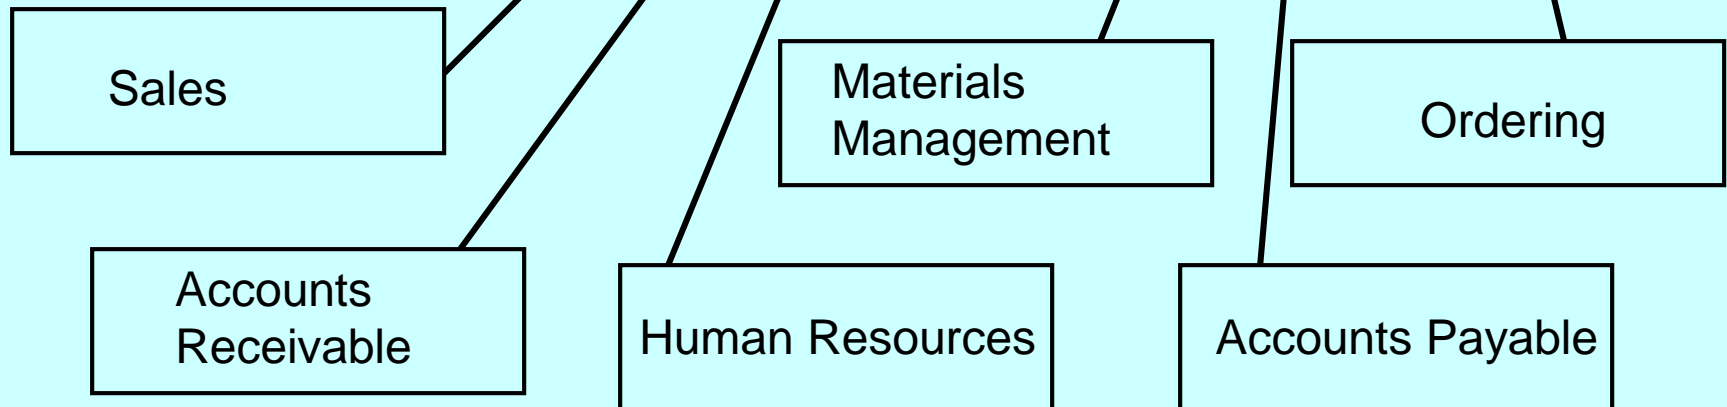 Sales
Materials
Management
Ordering
Accounts
Receivable
Human Resources
Accounts Payable